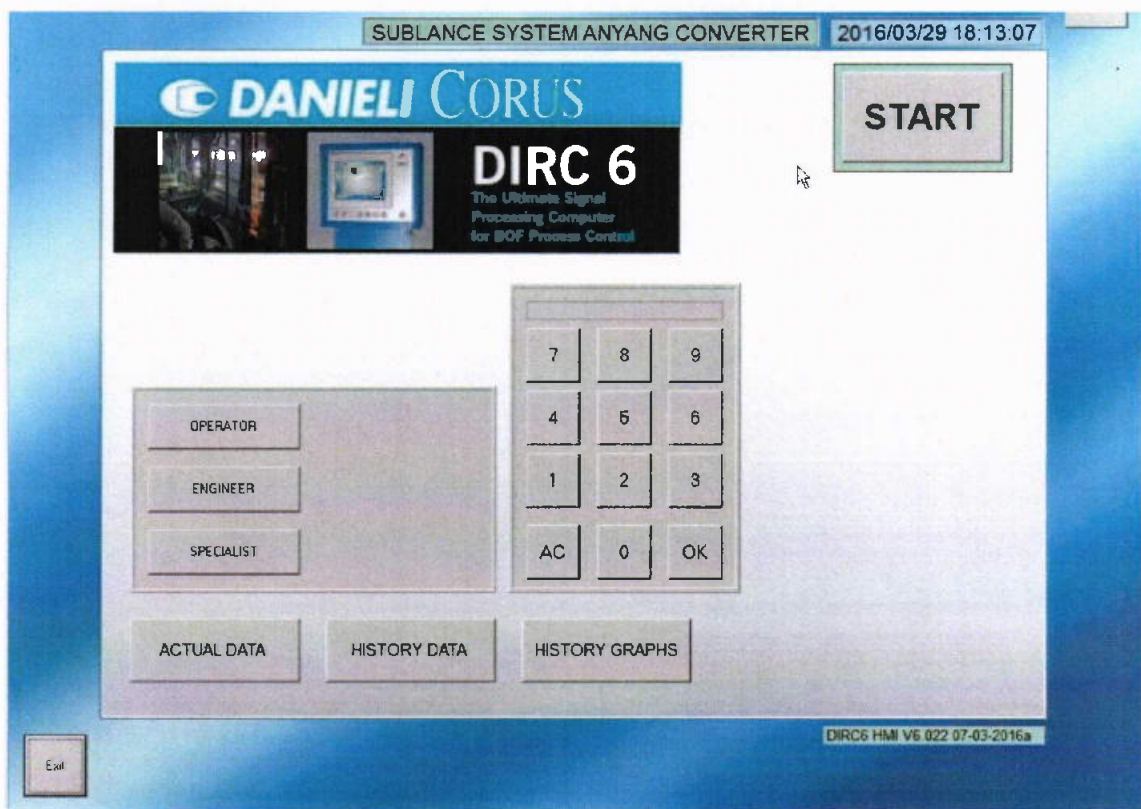 SUBLANCE SYSTEM ANYANG CONVERTER
2016/03/29 18:13:07
DANIELI CORUS
START
DIRC 6
The Ultimate Signal
Processing Computer
for BOF Process Control
7 8 9
4 5 6
1 2 3
AC 0 OK
OPERATOR
ENGINEER
SPECIALIST
ACTUAL DATA
HISTORY DATA
HISTORY GRAPHS
DIRC6 HMI V6 022 07-03-2016a
Exit